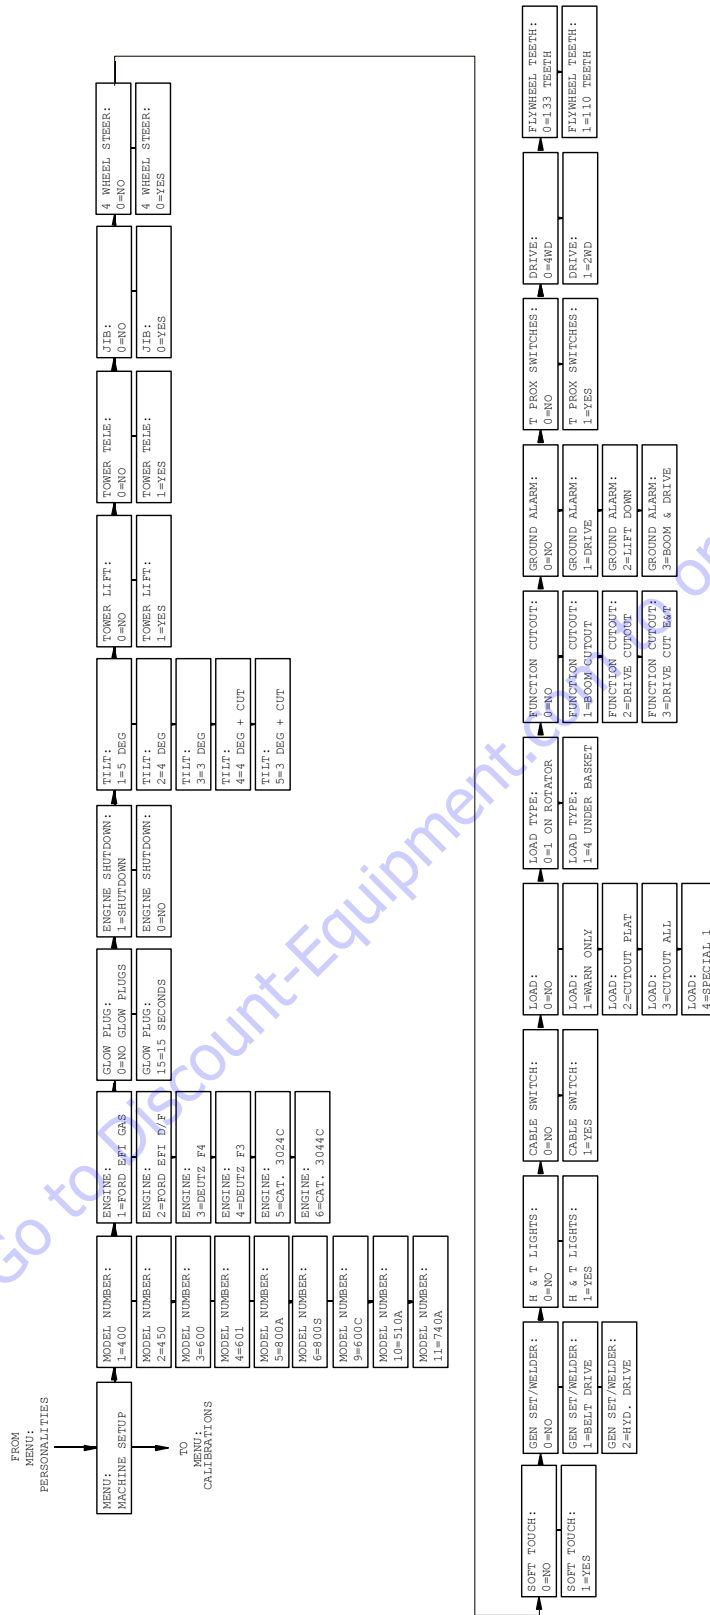 FROM
MENU:
PERSONALITIES
MENU:
MACHINE SETUP
TO
MENU:
CALIBRATIONS
MODEL NUMBER:
1=400
MODEL NUMBER:
2=450
MODEL NUMBER:
3=600
MODEL NUMBER:
4=601
MODEL NUMBER:
5=800A
MODEL NUMBER:
6=800S
MODEL NUMBER:
9=600C
MODEL NUMBER:
10=510A
MODEL NUMBER:
11=740A
ENGINE:
1=FORD EFI GAS
ENGINE:
2=FORD EFI D/F
ENGINE:
3=DEUTZ F4
ENGINE:
4=DEUTZ F3
ENGINE:
5=CAT. 3024C
ENGINE:
6=CAT. 3044C
GLOW PLUG:
0=NO GLOW PLUGS
GLOW PLUG:
15=15 SECONDS
ENGINE SHUTDOWN:
1=SHUTDOWN
ENGINE SHUTDOWN:
0=NO
TILT:
1=5 DEG
TILT:
2=4 DEG
TILT:
3=3 DEG
TILT:
4=4 DEG + CUT
TILT:
5=3 DEG + CUT
TOWER LIFT:
0=NO
TOWER LIFT:
1=YES
TOWER TELE:
0=NO
TOWER TELE:
1=YES
JIB:
0=NO
JIB:
0=YES
4 WHEEL STEER:
0=NO
4 WHEEL STEER:
0=YES
SOFT TOUCH:
0=NO
SOFT TOUCH:
1=YES
GEN SET/WELDER:
0=NO
GEN SET/WELDER:
1=BELT DRIVE
GEN SET/WELDER:
2=HYD. DRIVE
H & T LIGHTS:
0=NO
H & T LIGHTS:
1=YES
CABLE SWITCH:
0=NO
CABLE SWITCH:
1=YES
LOAD:
0=NO
LOAD:
1=WARN ONLY
LOAD:
2=CUTOUT PLAT
LOAD:
3=CUTOUT ALL
LOAD:
4=SPECIAL 1
LOAD TYPE:
0=1 ON ROTATOR
LOAD TYPE:
1=4 UNDER BASKET
FUNCTION CUTOUT:
0=NO
FUNCTION CUTOUT:
1=BOOM CUTOUT
FUNCTION CUTOUT:
2=DRIVE CUTOUT
FUNCTION CUTOUT:
3=DRIVE CUT E&T
GROUND ALARM:
0=NO
GROUND ALARM:
1=DRIVE
GROUND ALARM:
2=LIFT DOWN
GROUND ALARM:
3=BOOM & DRIVE
T PROX SWITCHES:
0=NO
T PROX SWITCHES:
1=YES
DRIVE:
0=4WD
DRIVE:
1=2WD
FLYWHEEL TEETH:
0=133 TEETH
FLYWHEEL TEETH:
1=110 TEETH
Go to Discount-Equipment.com to or